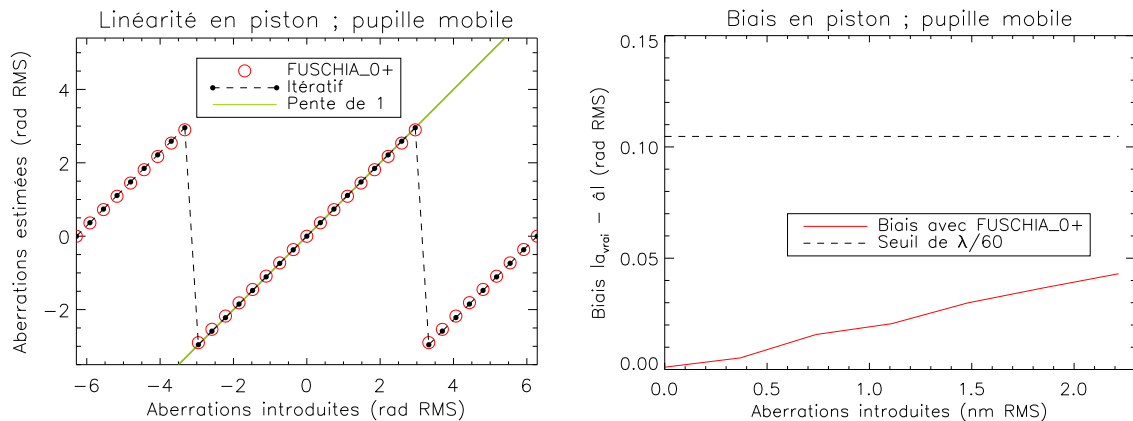 Linéarité en piston ; pupille mobile
Aberrations estimées (rad RMS)
4
2
0
−2
FUSCHIA_0+
Itératif
Pente de 1
−6 −4 −2 0 2 4 6
Aberrations introduites (rad RMS)
Biais en piston ; pupille mobile
Biais |a_vrai − â| (rad RMS)
0.15
0.10
0.05
0.00
Biais avec FUSCHIA_0+
Seuil de λ/60
0.0 0.5 1.0 1.5 2.0
Aberrations introduites (nm RMS)